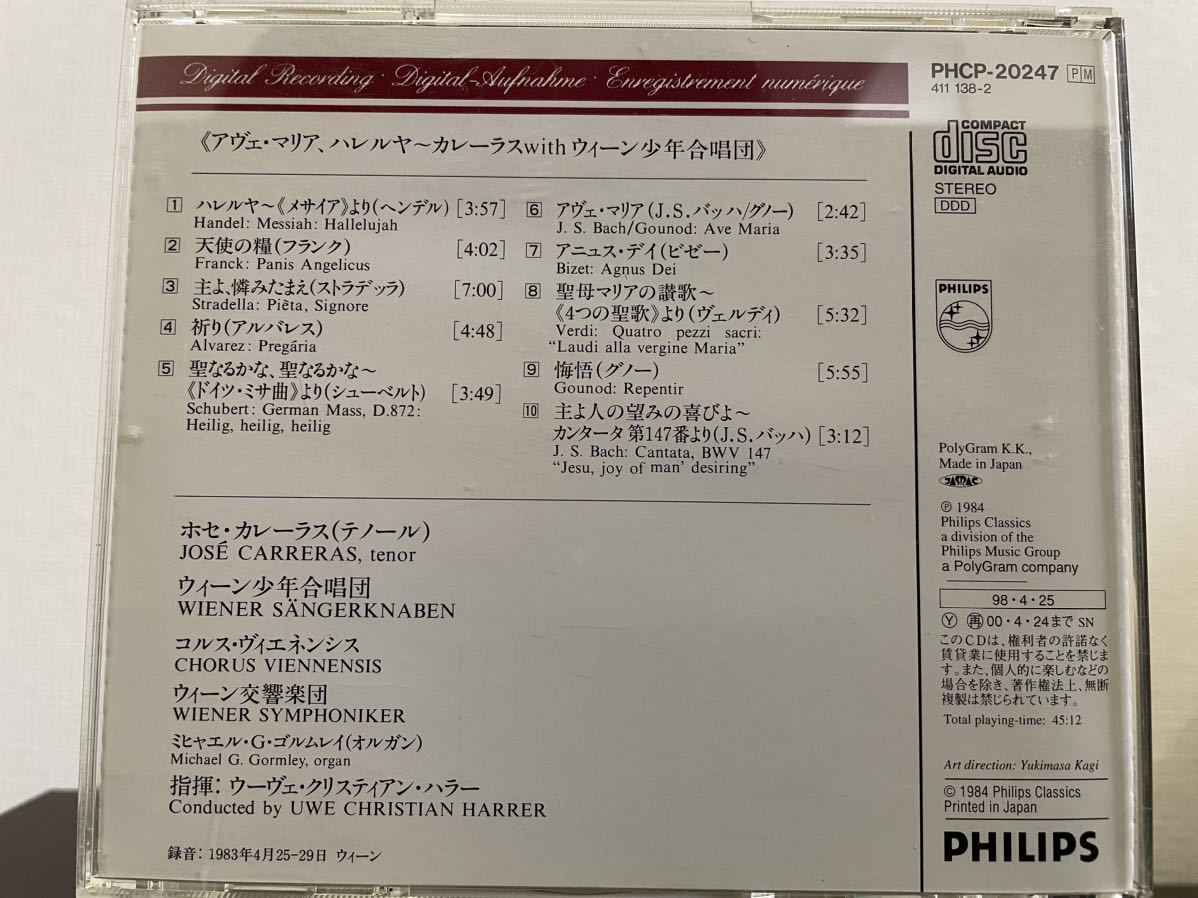 Digital Recording · Digital-Aufnahme · Enregistrement numérique
《アヴェ・マリア、ハレルヤ〜カレーラスwithウィーン少年合唱団》
1 ハレルヤ〜《メサイア》より(ヘンデル) [3:57]
Handel: Messiah: Hallelujah
2 天使の糧(フランク) [4:02]
Franck: Panis Angelicus
3 主よ、憐みたまえ(ストラデッラ) [7:00]
Stradella: Pièta, Signore
4 祈り(アルバレス) [4:48]
Alvarez: Pregária
5 聖なるかな、聖なるかな〜
《ドイツ・ミサ曲》より(シューベルト) [3:49]
Schubert: German Mass, D.872:
Heilig, heilig, heilig
6 アヴェ・マリア(J.S.バッハ/グノー) [2:42]
J. S. Bach/Gounod: Ave Maria
7 アニュス・デイ(ビゼー) [3:35]
Bizet: Agnus Dei
8 聖母マリアの讃歌〜
《4つの聖歌》より(ヴェルディ) [5:32]
Verdi: Quatro pezzi sacri:
“Laudi alla vergine Maria”
9 悔悟(グノー) [5:55]
Gounod: Repentir
10 主よ人の望みの喜びよ〜
カンタータ第147番より(J.S.バッハ) [3:12]
J. S. Bach: Cantata, BWV 147
“Jesu, joy of man’ desiring”
ホセ・カレーラス(テノール)
JOSÉ CARRERAS, tenor
ウィーン少年合唱団
WIENER SÄNGERKNABEN
コルス・ヴィエネンシス
CHORUS VIENNENSIS
ウィーン交響楽団
WIENER SYMPHONIKER
ミヒャエル・G・ゴルムレイ(オルガン)
Michael G. Gormley, organ
指揮: ウーヴェ・クリスティアン・ハラー
Conducted by UWE CHRISTIAN HARRER
録音: 1983年4月25-29日 ウィーン
PHCP-20247 PM
411 138-2
COMPACT
disc
DIGITAL AUDIO
STEREO
DDD
PHILIPS
PolyGram K.K.,
Made in Japan
JASRAC
℗ 1984
Philips Classics
a division of the
Philips Music Group
a PolyGram company
98・4・25
Ⓨ ㊢00・4・24まで SN
このCDは、権利者の許諾なく
賃貸業に使用することを禁じま
す。また、個人的に楽しむなどの
場合を除き、著作権法上、無断
複製は禁じられています。
Total playing-time: 45:12
Art direction: Yukimasa Kagi
© 1984 Philips Classics
Printed in Japan
PHILIPS